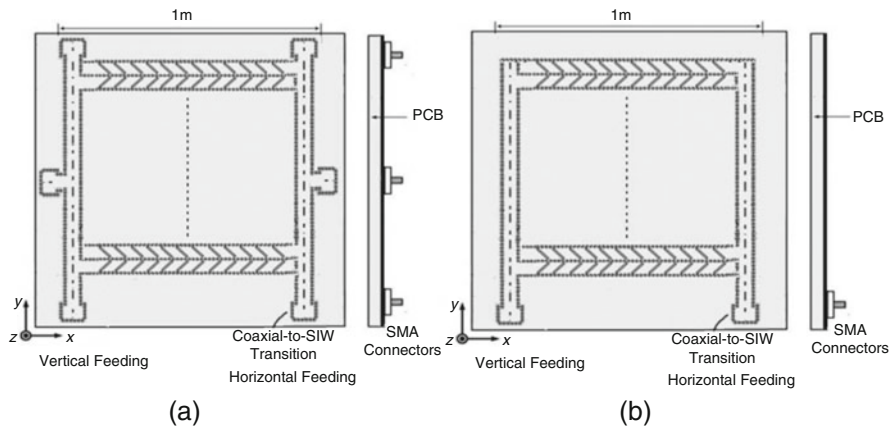 1m
PCB
y
z
x
Coaxial-to-SIW
Transition
SMA
Connectors
Vertical Feeding
Horizontal Feeding
(a)
1m
PCB
y
z
x
Coaxial-to-SIW
Transition
SMA
Connectors
Vertical Feeding
Horizontal Feeding
(b)